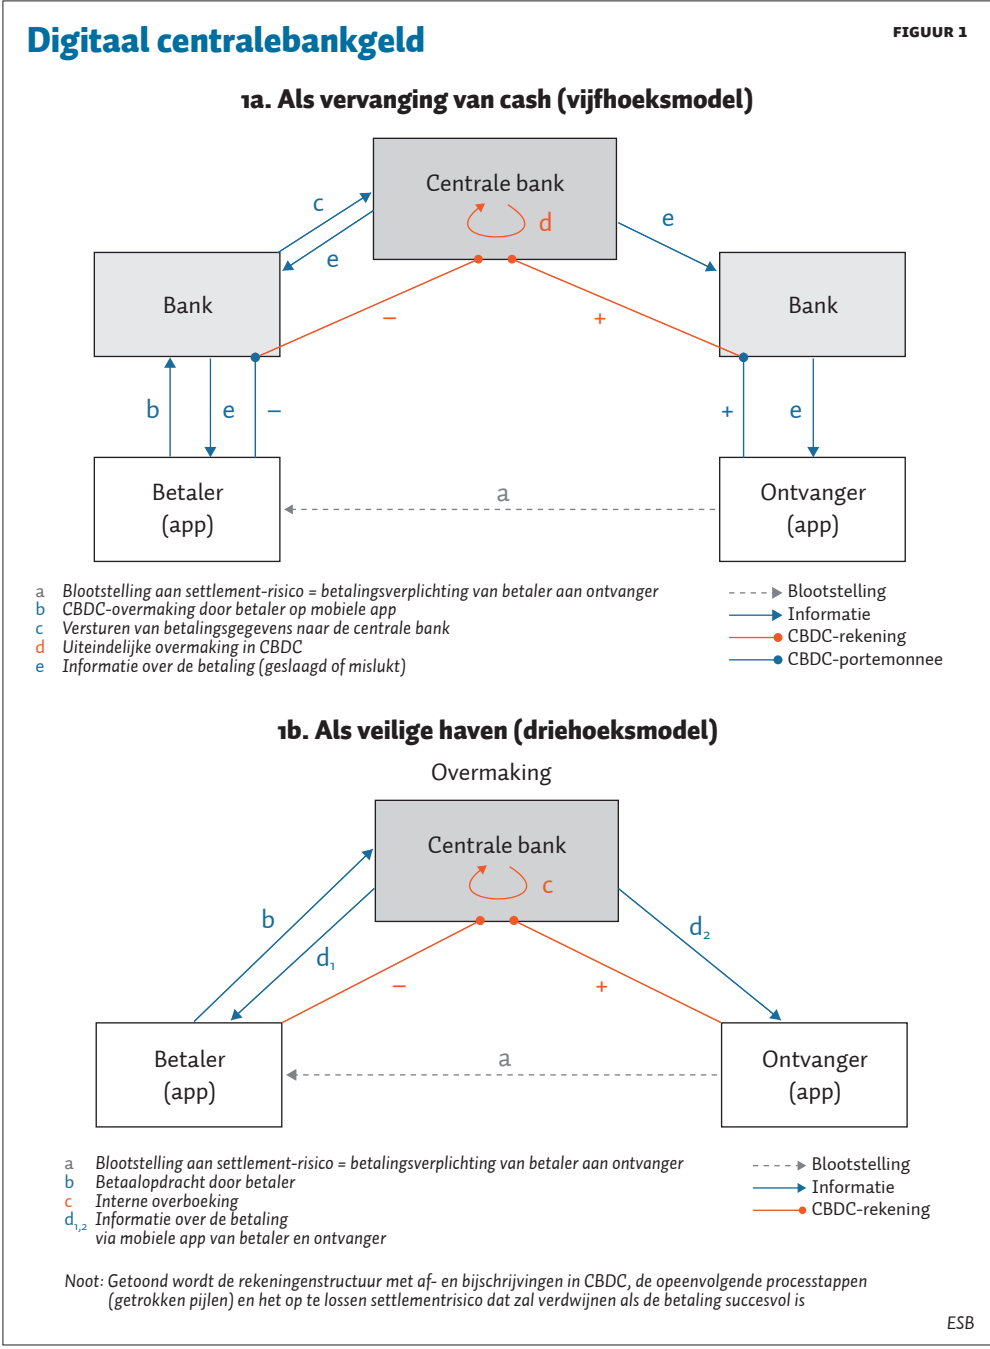 Digitaal centralebankgeld
FIGUUR 1
1a. Als vervanging van cash (vijfhoeksmodel)
Centrale bank
d
c
e
e
Bank
Bank
–
+
b
e
–
+
e
Betaler
(app)
Ontvanger
(app)
a
a Blootstelling aan settlement-risico = betalingsverplichting van betaler aan ontvanger
b CBDC-overmaking door betaler op mobiele app
c Versturen van betalingsgegevens naar de centrale bank
d Uiteindelijke overmaking in CBDC
e Informatie over de betaling (geslaagd of mislukt)
Blootstelling
Informatie
CBDC-rekening
CBDC-portemonnee
1b. Als veilige haven (driehoeksmodel)
Overmaking
Centrale bank
c
b
d1
d2
–
+
Betaler
(app)
Ontvanger
(app)
a
a Blootstelling aan settlement-risico = betalingsverplichting van betaler aan ontvanger
b Betaalopdracht door betaler
c Interne overboeking
d1,2 Informatie over de betaling
via mobiele app van betaler en ontvanger
Blootstelling
Informatie
CBDC-rekening
Noot: Getoond wordt de rekeningenstructuur met af- en bijschrijvingen in CBDC, de opeenvolgende processtappen
(getrokken pijlen) en het op te lossen settlementrisico dat zal verdwijnen als de betaling succesvol is
ESB